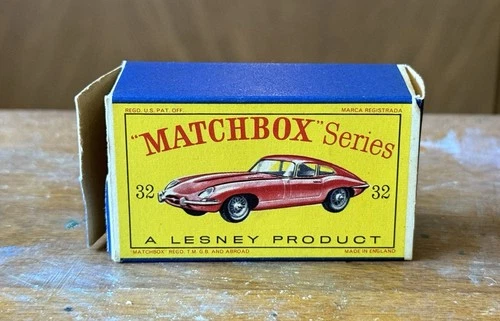 REGD. U.S. PAT. OFF. MARCA REGISTRADA
"MATCHBOX" Series
32 32
A LESNEY PRODUCT
"MATCHBOX" REGD. T.M. G.B. AND ABROAD MADE IN ENGLAND